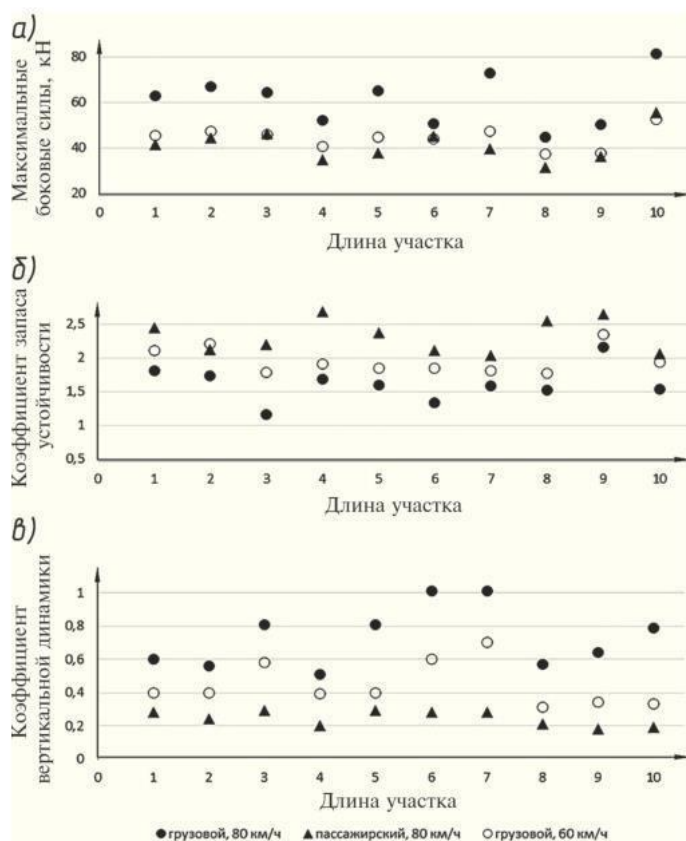 а)
Максимальные
боковые силы, кН
80
60
40
20
0 1 2 3 4 5 6 7 8 9 10
Длина участка
б)
Коэффициент запаса
устойчивости
2,5
2
1,5
1
0,5
0 1 2 3 4 5 6 7 8 9 10
Длина участка
в)
Коэффициент
вертикальной динамики
1
0,8
0,6
0,4
0,2
0
0 1 2 3 4 5 6 7 8 9 10
Длина участка
грузовой, 80 км/ч пассажирский, 80 км/ч грузовой, 60 км/ч